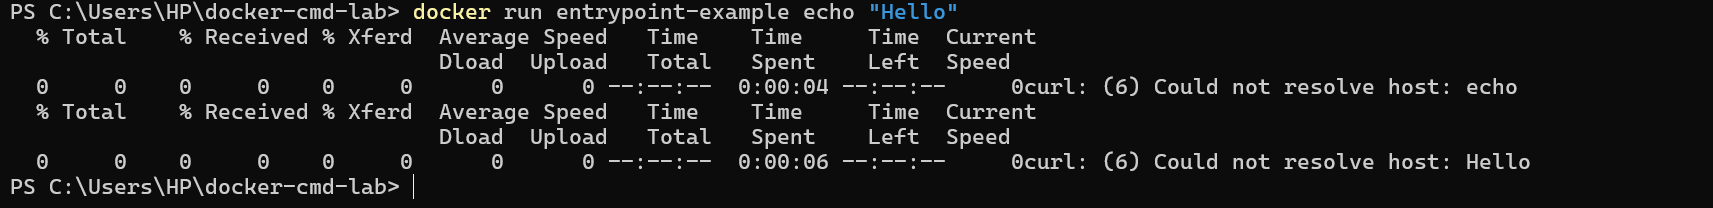 PS C:\Users\HP\docker-cmd-lab> docker run entrypoint-example echo "Hello"
  % Total    % Received % Xferd  Average Speed   Time    Time     Time  Current
                                 Dload  Upload   Total   Spent    Left  Speed
  0     0    0     0    0     0      0      0 --:--:--  0:00:04 --:--:--     0curl: (6) Could not resolve host: echo
  % Total    % Received % Xferd  Average Speed   Time    Time     Time  Current
                                 Dload  Upload   Total   Spent    Left  Speed
  0     0    0     0    0     0      0      0 --:--:--  0:00:06 --:--:--     0curl: (6) Could not resolve host: Hello
PS C:\Users\HP\docker-cmd-lab>